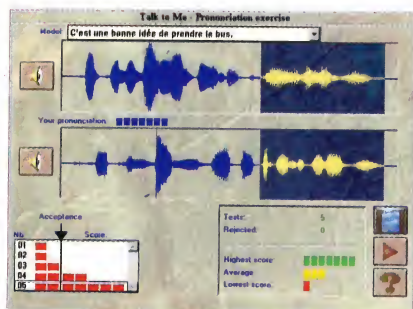 Talk to Me - Pronunciation exercise
Model
C'est une bonne idée de prendre le bus.
Your pronunciation:
Acceptance
Nb. Score
01
02
03
04
05
Tests: 5
Rejected: 0
Highest score
Average
Lowest score